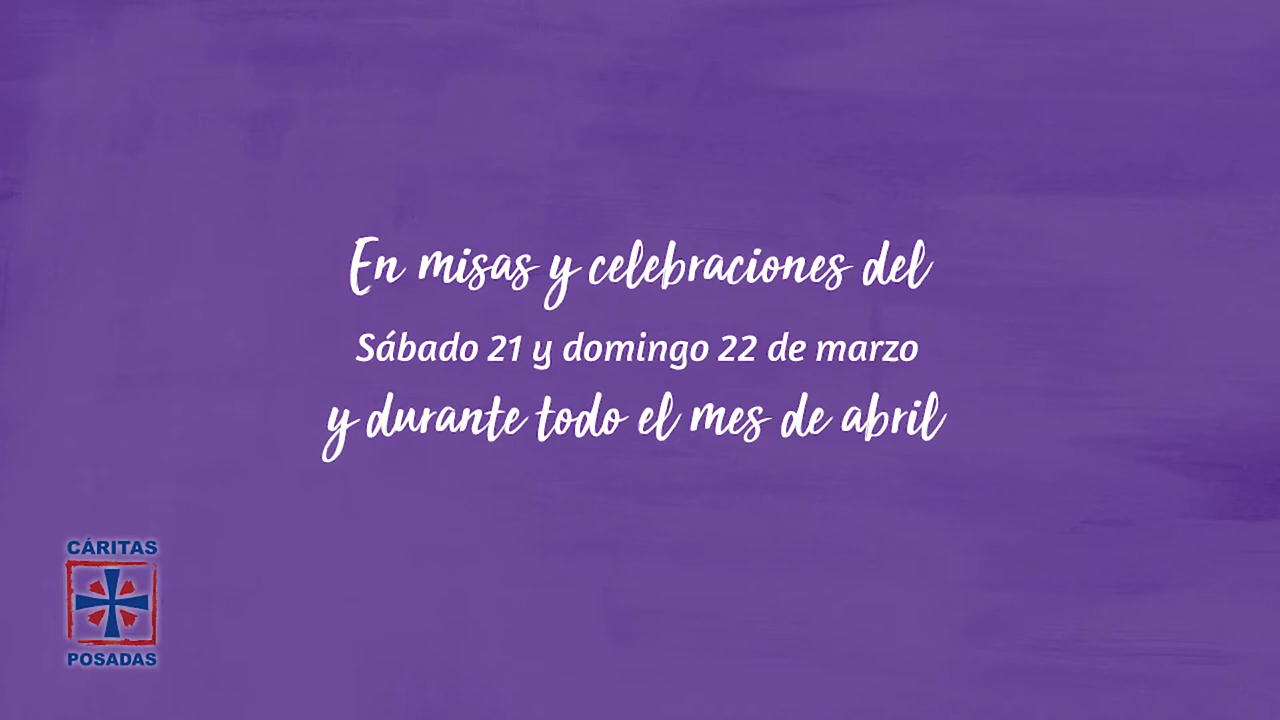 En misas y celebraciones del
Sábado 21 y domingo 22 de marzo
y durante todo el mes de abril
CÁRITAS
POSADAS